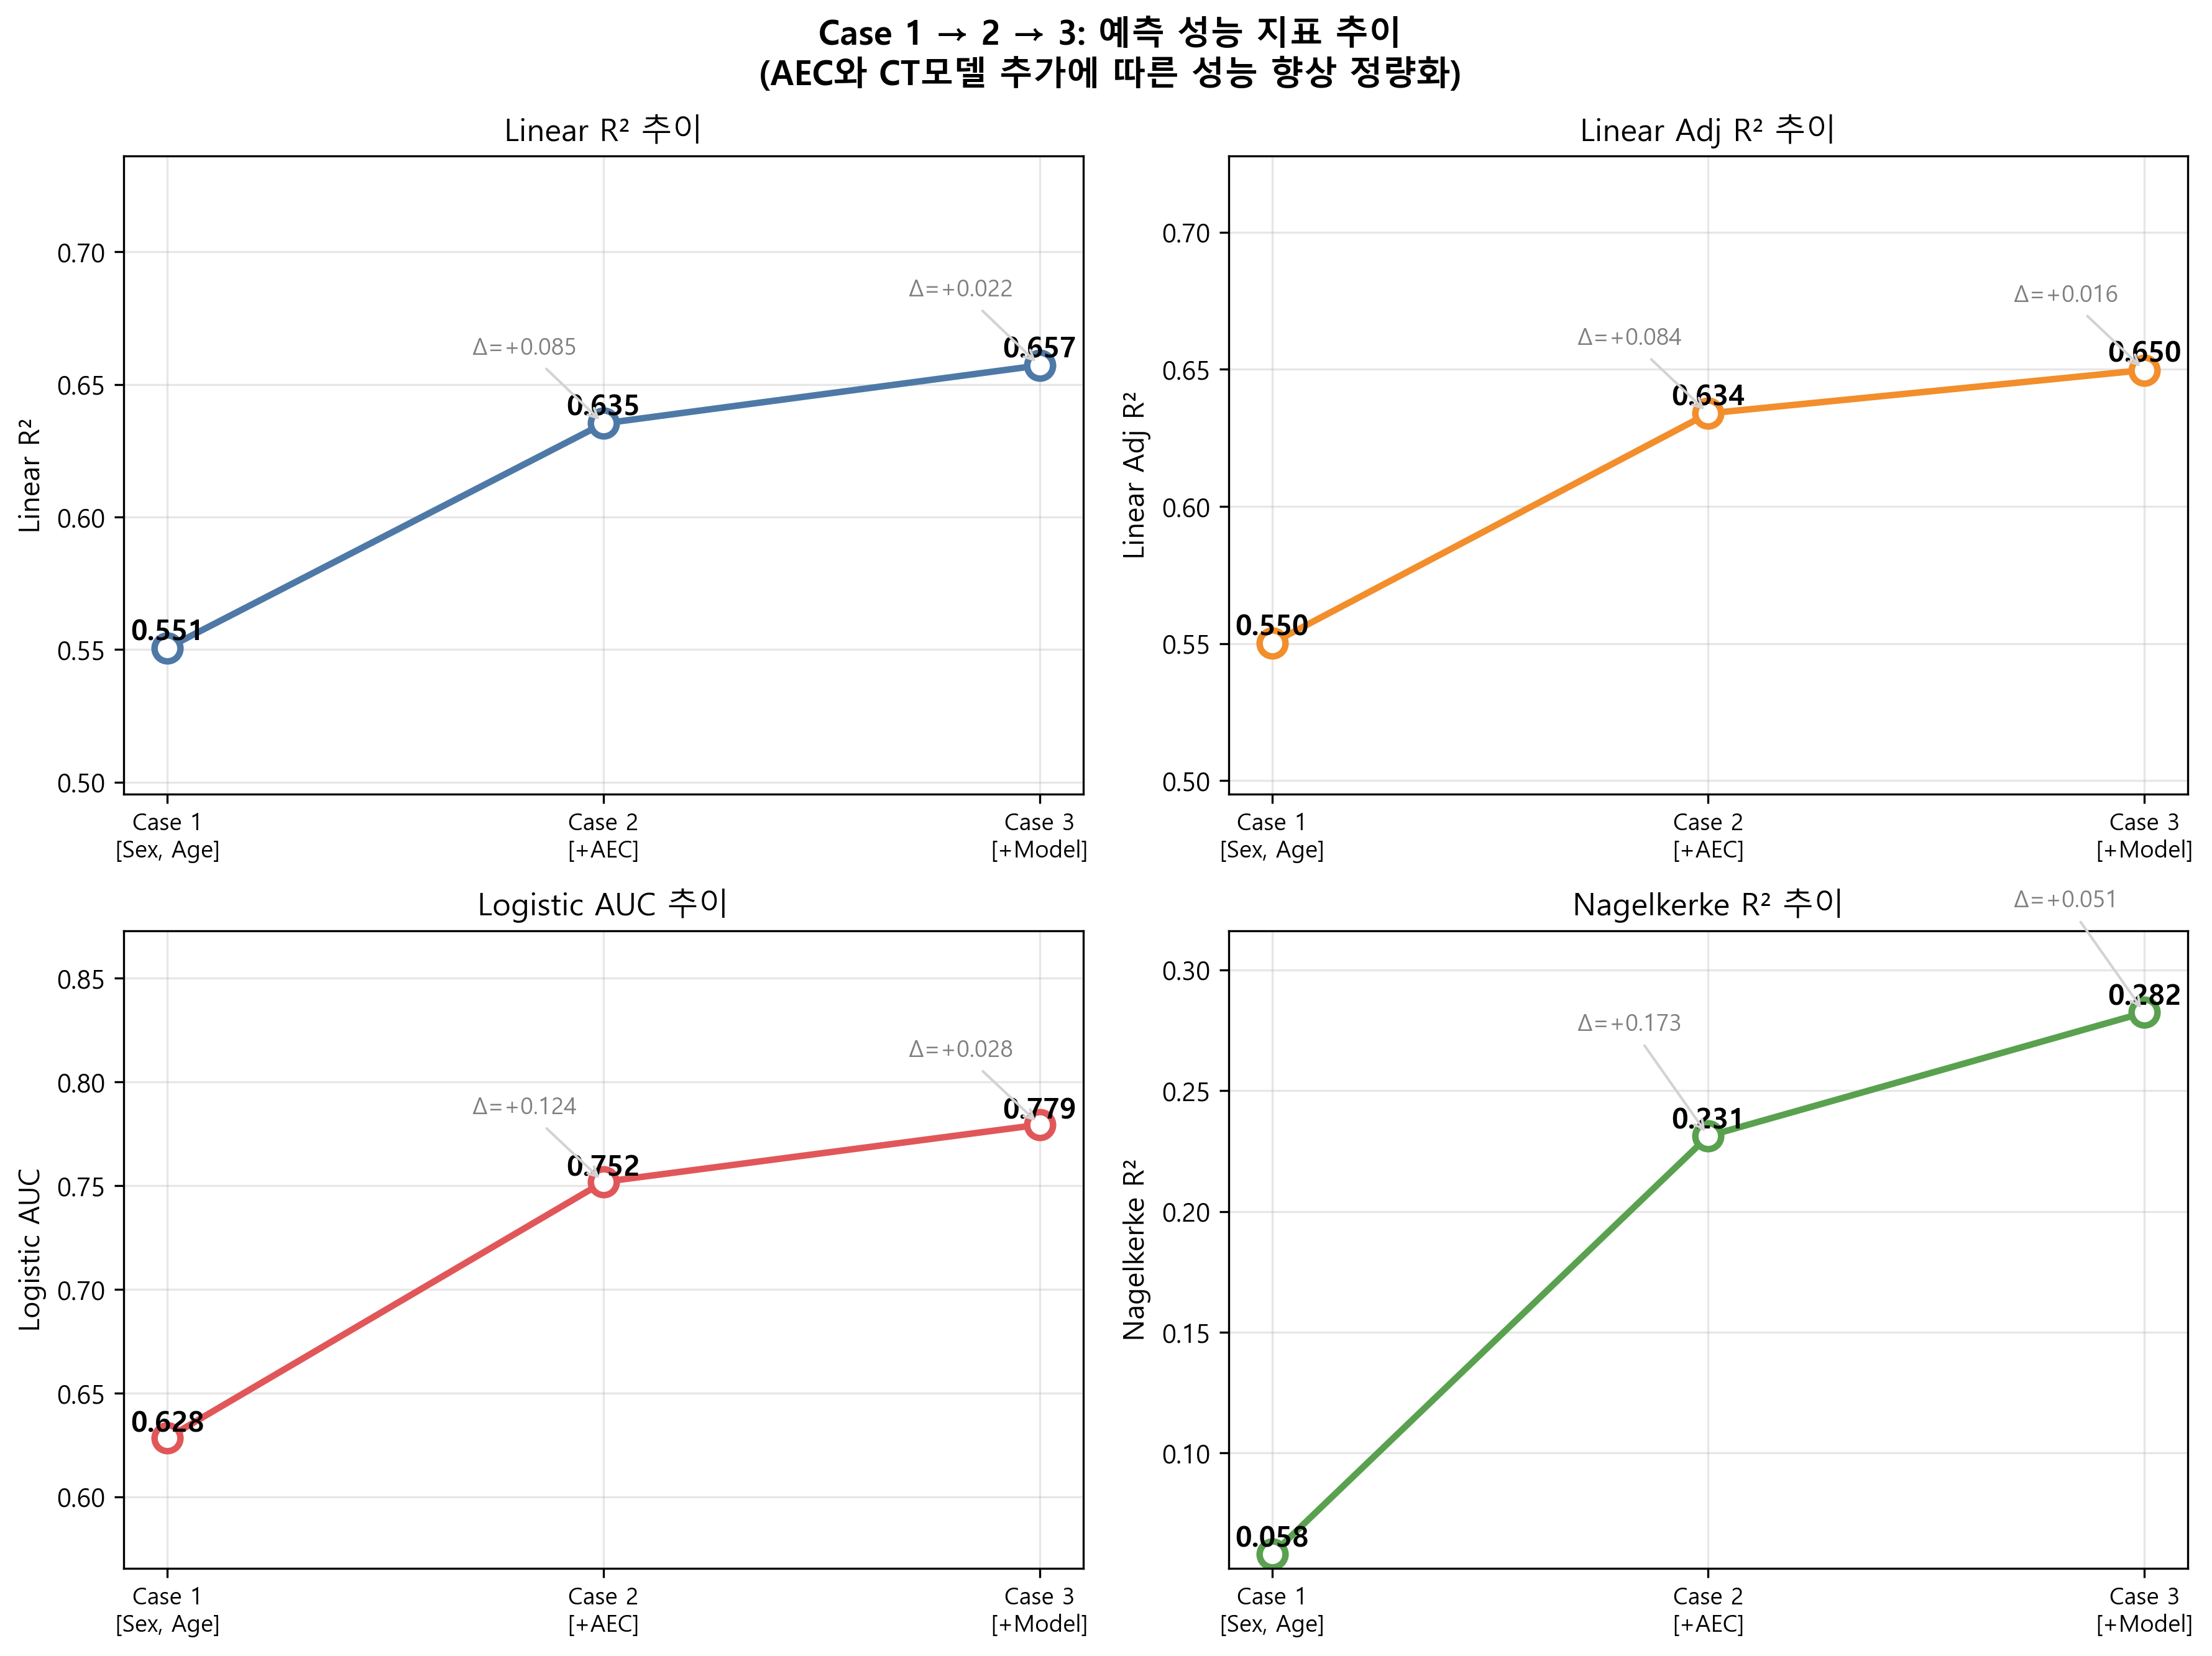 Case 1 → 2 → 3: 예측 성능 지표 추이
(AEC와 CT모델 추가에 따른 성능 향상 정량화)
Linear R² 추이
Linear R²
0.70
0.65
0.60
0.55
0.50
0.551
Δ=+0.085
0.635
Δ=+0.022
0.657
Case 1
[Sex, Age]
Case 2
[+AEC]
Case 3
[+Model]
Linear Adj R² 추이
Linear Adj R²
0.70
0.65
0.60
0.55
0.50
0.550
Δ=+0.084
0.634
Δ=+0.016
0.650
Case 1
[Sex, Age]
Case 2
[+AEC]
Case 3
[+Model]
Logistic AUC 추이
Logistic AUC
0.85
0.80
0.75
0.70
0.65
0.60
0.628
Δ=+0.124
0.752
Δ=+0.028
0.779
Case 1
[Sex, Age]
Case 2
[+AEC]
Case 3
[+Model]
Nagelkerke R² 추이
Nagelkerke R²
0.30
0.25
0.20
0.15
0.10
0.058
Δ=+0.173
0.231
Δ=+0.051
0.282
Case 1
[Sex, Age]
Case 2
[+AEC]
Case 3
[+Model]